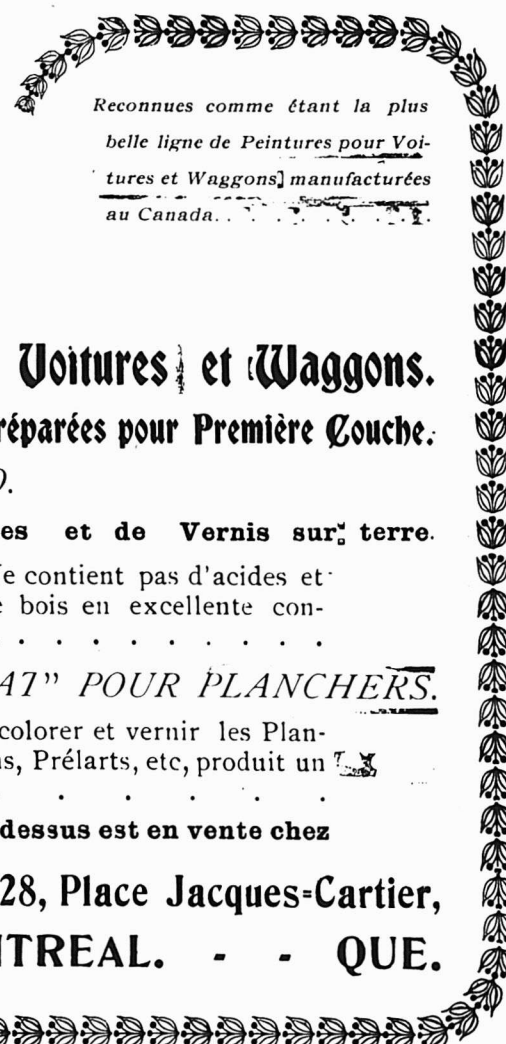 Reconnues comme étant la plus
belle ligne de Peintures pour Voi-
tures et Waggons] manufacturées
au Canada. . . . . . . . .
Voitures et Waggons.
réparées pour Première Couche.
es et de Vernis sur terre.
e contient pas d'acides et
bois en excellente con-
. . . . . . . . . .
POUR PLANCHERS.
colorer et vernir les Plan-
s, Prélarts, etc, produit un
. . . . .
dessus est en vente chez
28, Place Jacques=Cartier,
TREAL. - - QUE.